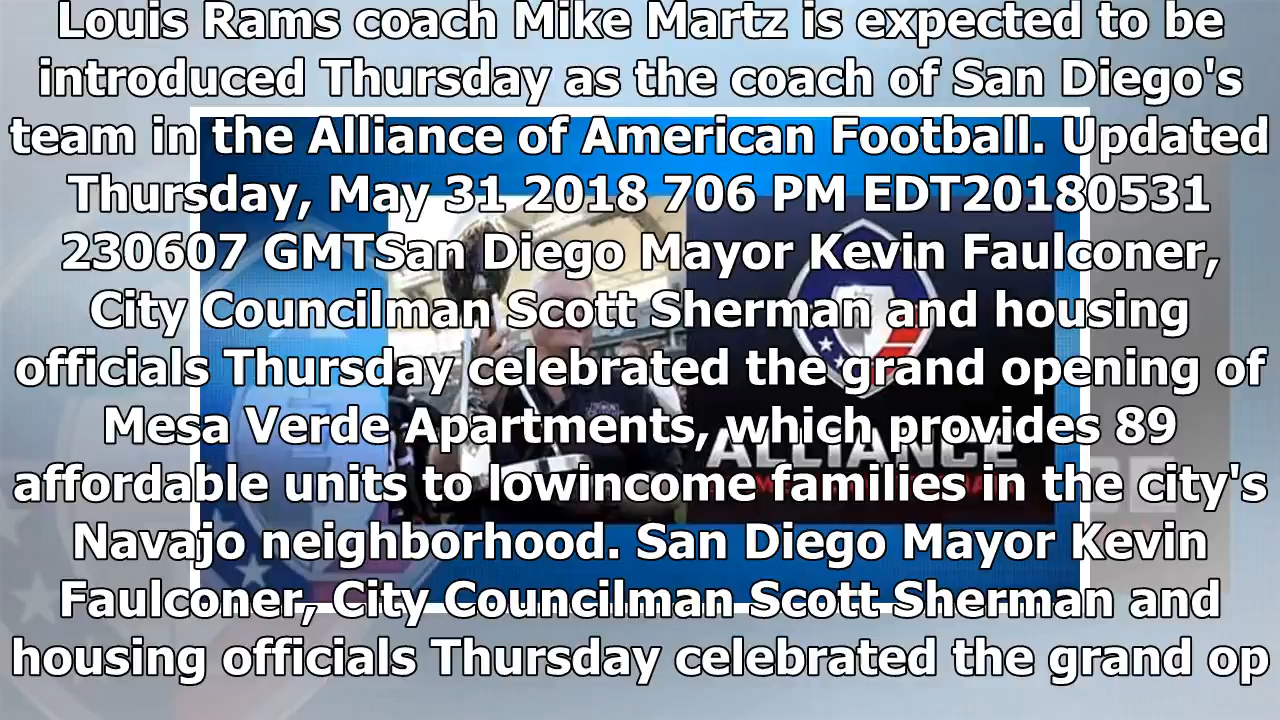 Louis Rams coach Mike Martz is expected to be
introduced Thursday as the coach of San Diego's
team in the Alliance of American Football. Updated
Thursday, May 31 2018 706 PM EDT20180531
230607 GMTSan Diego Mayor Kevin Faulconer,
City Councilman Scott Sherman and housing
officials Thursday celebrated the grand opening of
Mesa Verde Apartments, which provides 89
ALLIANCE
affordable units to lowincome families in the city's
Navajo neighborhood. San Diego Mayor Kevin
Faulconer, City Councilman Scott Sherman and
housing officials Thursday celebrated the grand op